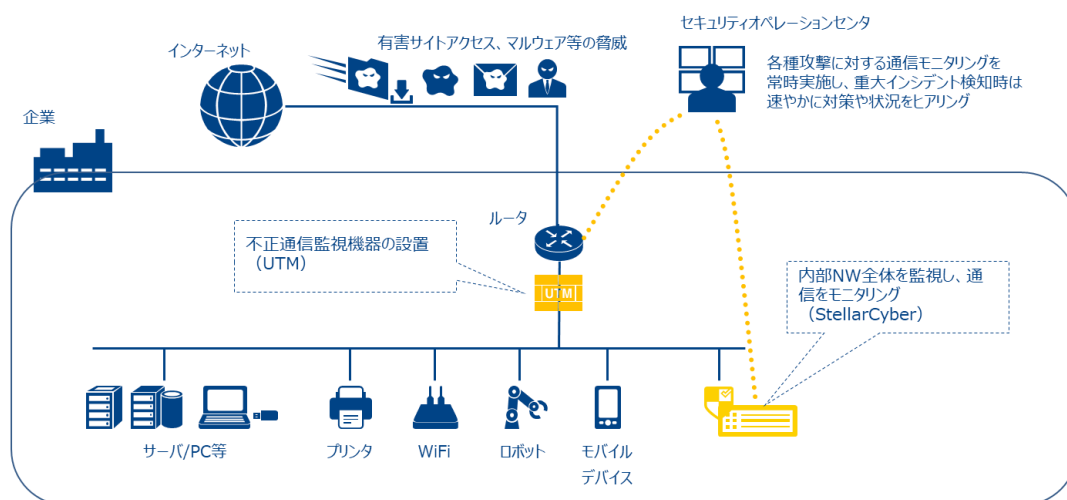 セキュリティオペレーションセンタ
有害サイトアクセス、マルウェア等の脅威
インターネット
各種攻撃に対する通信モニタリングを
常時実施し、重大インシデント検知時は
速やかに対策や状況をヒアリング
企業
ルータ
不正通信監視機器の設置
（UTM）
UTM
内部NW全体を監視し、通
信をモニタリング
（StellarCyber）
サーバ/PC等
プリンタ
WiFi
ロボット
モバイル
デバイス